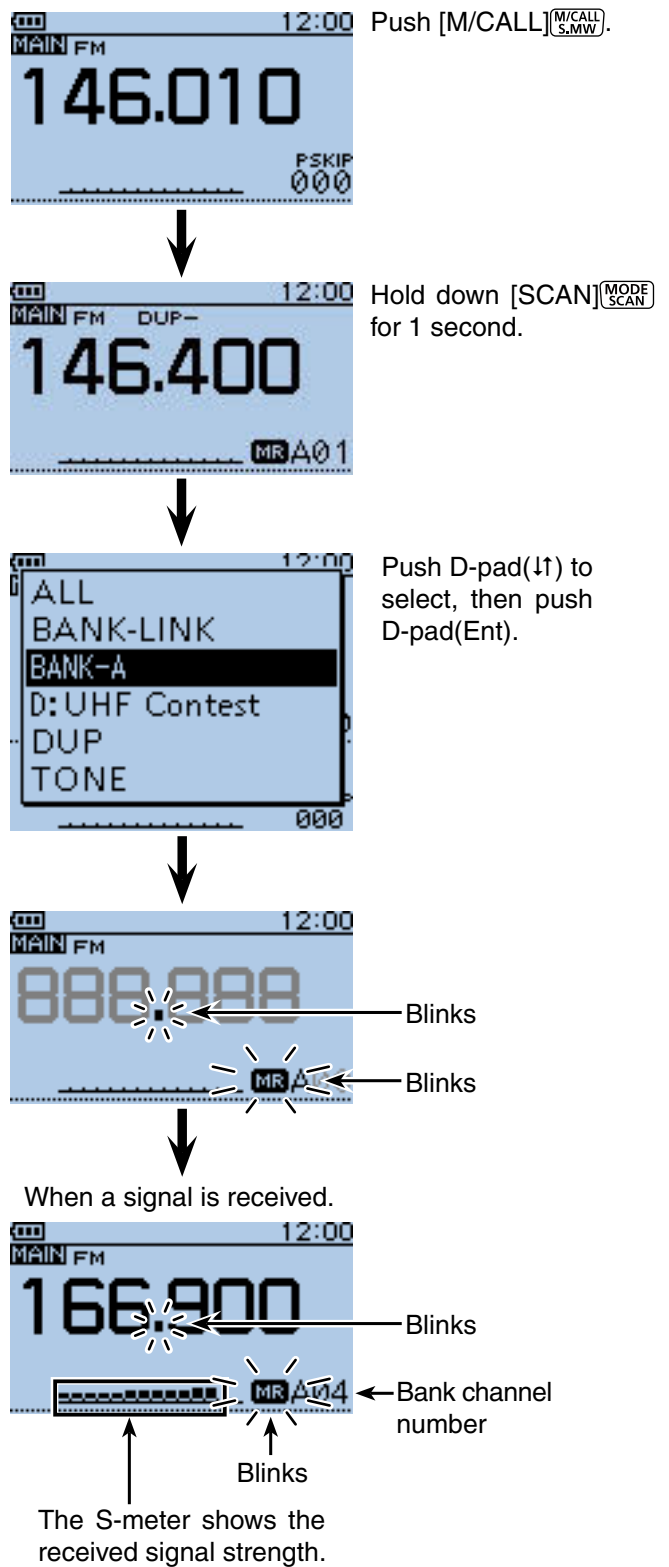 12:00
Push [M/CALL] M/CALL S.MW .
MAIN FM
146.010
PSKIP
000
12:00
Hold down [SCAN] MODE SCAN
for 1 second.
MAIN FM DUP–
146.400
MR A01
12:00
Push D-pad(↓↑) to
select, then push
D-pad(Ent).
ALL
BANK-LINK
BANK-A
D:UHF Contest
DUP
TONE
000
12:00
MAIN FM
888.888
Blinks
MR A
Blinks
When a signal is received.
12:00
MAIN FM
166.900
Blinks
MR A04
Bank channel
number
Blinks
The S-meter shows the
received signal strength.